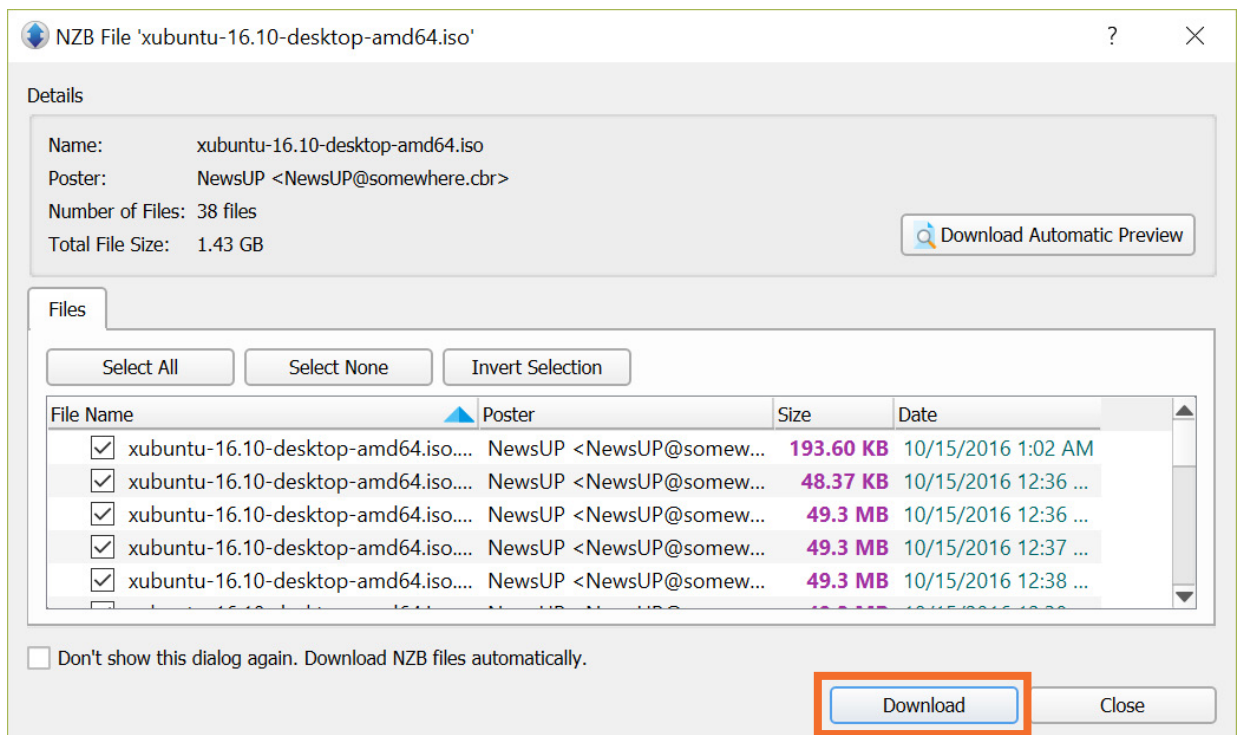 NZB File 'xubuntu-16.10-desktop-amd64.iso' ?
Details
Name: xubuntu-16.10-desktop-amd64.iso
Poster: NewsUP <NewsUP@somewhere.cbr>
Number of Files: 38 files
Total File Size: 1.43 GB
Download Automatic Preview
Files
Select All Select None Invert Selection
File Name Poster Size Date
xubuntu-16.10-desktop-amd64.iso.... NewsUP <NewsUP@somew... 193.60 KB 10/15/2016 1:02 AM
xubuntu-16.10-desktop-amd64.iso.... NewsUP <NewsUP@somew... 48.37 KB 10/15/2016 12:36 ...
xubuntu-16.10-desktop-amd64.iso.... NewsUP <NewsUP@somew... 49.3 MB 10/15/2016 12:36 ...
xubuntu-16.10-desktop-amd64.iso.... NewsUP <NewsUP@somew... 49.3 MB 10/15/2016 12:37 ...
xubuntu-16.10-desktop-amd64.iso.... NewsUP <NewsUP@somew... 49.3 MB 10/15/2016 12:38 ...
Don't show this dialog again. Download NZB files automatically.
Download Close